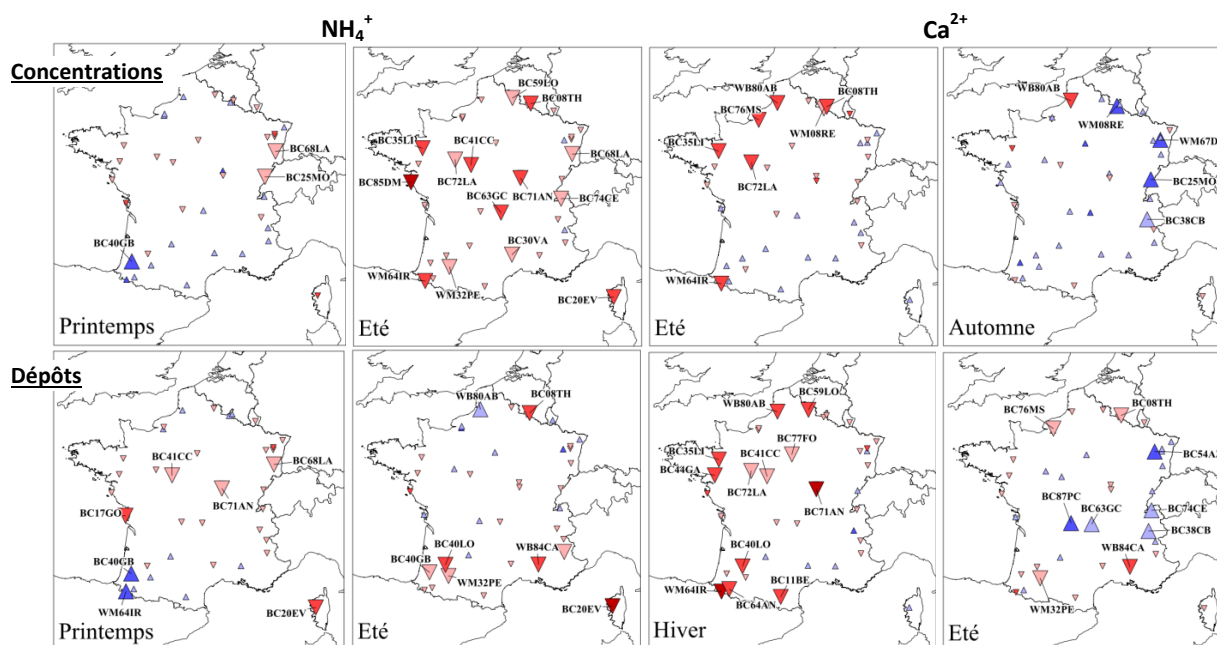 NH4+
Ca2+
Concentrations
BC68LA
BC25MO
BC40GB
Printemps
BC59LO
BC08TH
BC35LI
BC41CC
BC68LA
BC85DM
BC72LA
BC71AN
BC63GC
BC74CE
BC30VA
WM64IR
WM32PE
BC20EV
Eté
WB80AB
BC08TH
BC76MS
WM08RE
BC35LI
BC72LA
WM64IR
Eté
WB80AB
WM08RE
WM67D
BC25MO
BC38CB
Automne
Dépôts
BC41CC
BC68LA
BC71AN
BC17GO
BC40GB
WM64IR
BC20EV
Printemps
WB80AB
BC08TH
BC40LO
WB84CA
BC40GB
WM32PE
BC20EV
Eté
BC59LO
WB80AB
BC77FO
BC35LI
BC41CC
BC44GA
BC72LA
BC71AN
BC40LO
BC11BE
WM64IR
BC64AN
Hiver
BC76MS
BC08TH
BC87PC
BC63GC
BC74CE
BC38CB
WB84CA
WM32PE
Eté